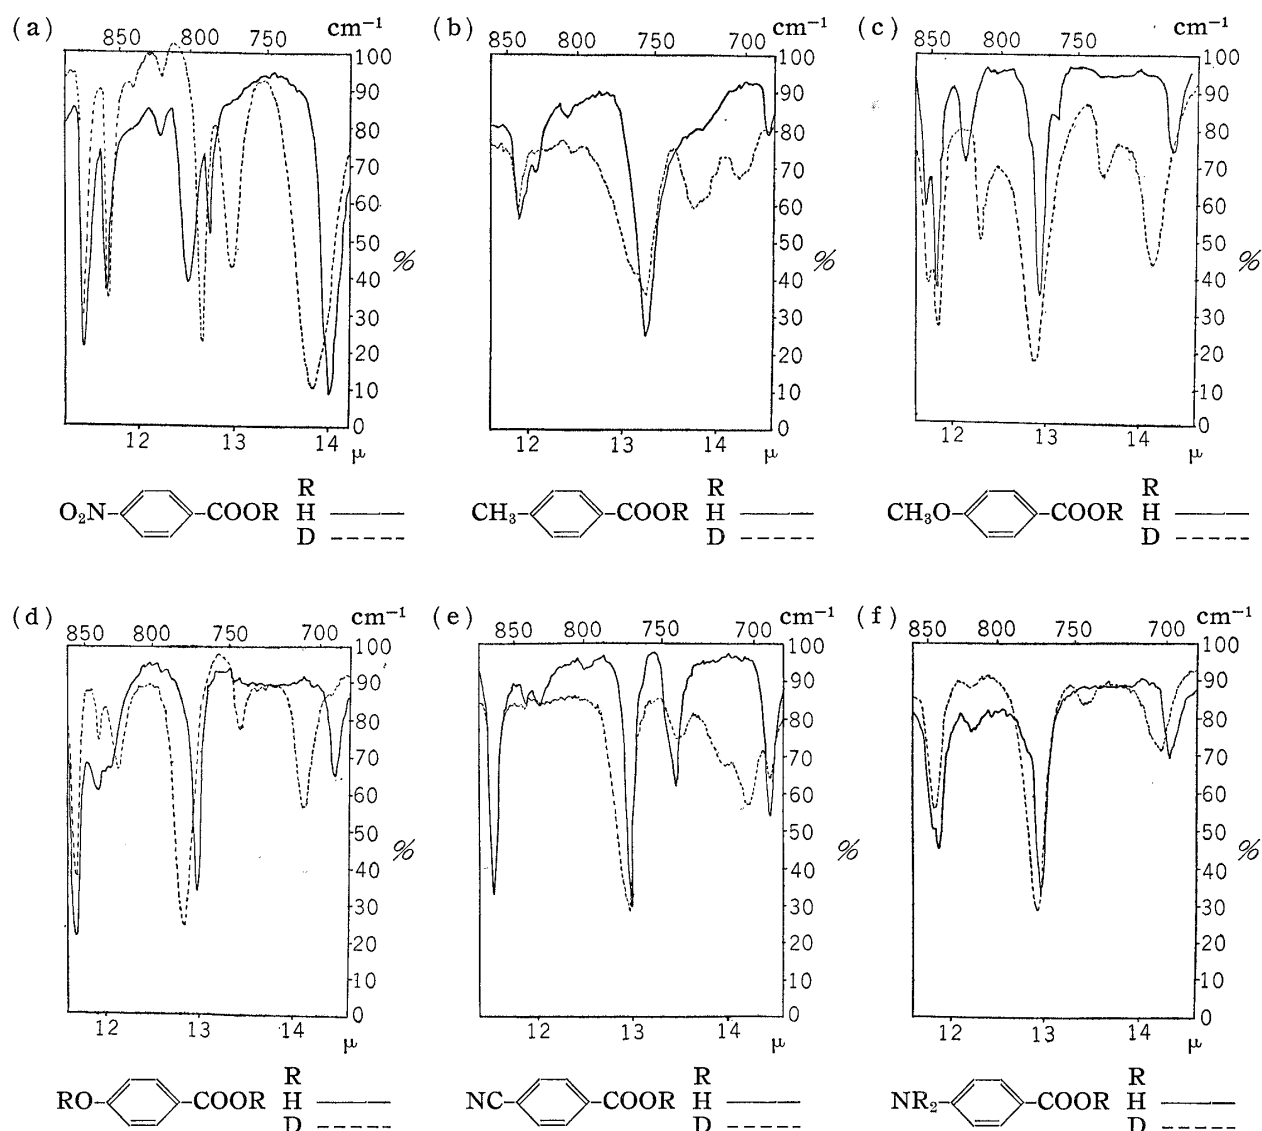 (a) 850 800 750 cm⁻¹
100
90
80
70
60
50
40
30
20
10
0
%
12 13 14
μ
O₂N COOR
R
H
D
(b) 850 800 750 700 cm⁻¹
100
90
80
70
60
50
40
30
20
10
0
%
12 13 14
μ
CH₃ COOR
R
H
D
(c) 850 800 750 cm⁻¹
100
90
80
70
60
50
40
30
20
10
0
%
12 13 14
μ
CH₃O COOR
R
H
D
(d) 850 800 750 700 cm⁻¹
100
90
80
70
60
50
40
30
20
10
0
%
12 13 14
μ
RO COOR
R
H
D
(e) 850 800 750 700 cm⁻¹
100
90
80
70
60
50
40
30
20
10
0
%
12 13 14
μ
NC COOR
R
H
D
(f) 850 800 750 700 cm⁻¹
100
90
80
70
60
50
40
30
20
10
0
%
12 13 14
μ
NR₂ COOR
R
H
D